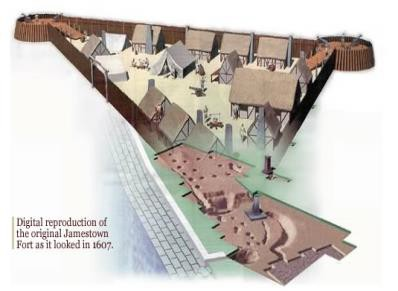 Digital reproduction of
the original Jamestown
Fort as it looked in 1607.